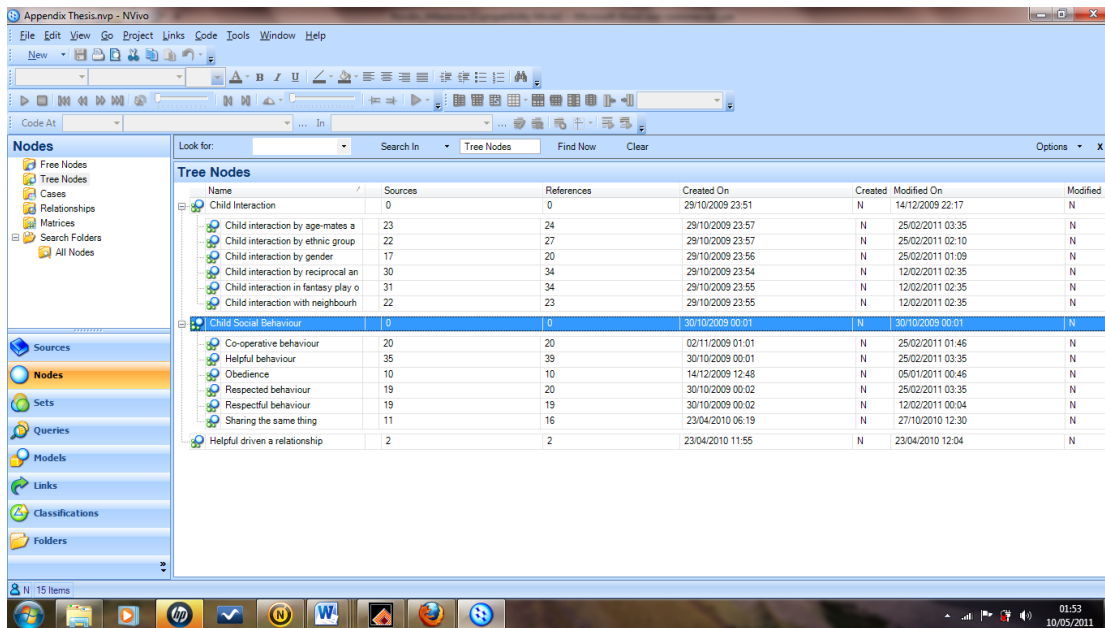 Appendix Thesis.nvp - NVivo
File Edit View Go Project Links Code Tools Window Help
New
B I U
Code At ... In ...
Nodes
Look for: Search In Tree Nodes Find Now Clear Options x
Free Nodes
Tree Nodes
Cases
Relationships
Matrices
Search Folders
All Nodes
Tree Nodes
Name Sources References Created On Created Modified On Modified
Child Interaction 0 0 29/10/2009 23:51 N 14/12/2009 22:17 N
Child interaction by age-mates a 23 24 29/10/2009 23:57 N 25/02/2011 03:35 N
Child interaction by ethnic group 22 27 29/10/2009 23:57 N 25/02/2011 02:10 N
Child interaction by gender 17 20 29/10/2009 23:56 N 25/02/2011 01:09 N
Child interaction by reciprocal an 30 34 29/10/2009 23:54 N 12/02/2011 02:35 N
Child interaction in fantasy play o 31 34 29/10/2009 23:55 N 12/02/2011 02:35 N
Child interaction with neighbourh 22 23 29/10/2009 23:55 N 12/02/2011 02:35 N
Child Social Behaviour 0 0 30/10/2009 00:01 N 30/10/2009 00:01 N
Co-operative behaviour 20 20 02/11/2009 01:01 N 25/02/2011 01:46 N
Helpful behaviour 35 39 30/10/2009 00:01 N 25/02/2011 03:35 N
Obedience 10 10 14/12/2009 12:48 N 05/01/2011 00:46 N
Respected behaviour 19 20 30/10/2009 00:02 N 25/02/2011 03:35 N
Respectful behaviour 19 19 30/10/2009 00:02 N 12/02/2011 00:04 N
Sharing the same thing 11 16 23/04/2010 06:19 N 27/10/2010 12:30 N
Helpful driven a relationship 2 2 23/04/2010 11:55 N 23/04/2010 12:04 N
Sources
Nodes
Sets
Queries
Models
Links
Classifications
Folders
N 15 Items
01:53
10/05/2011